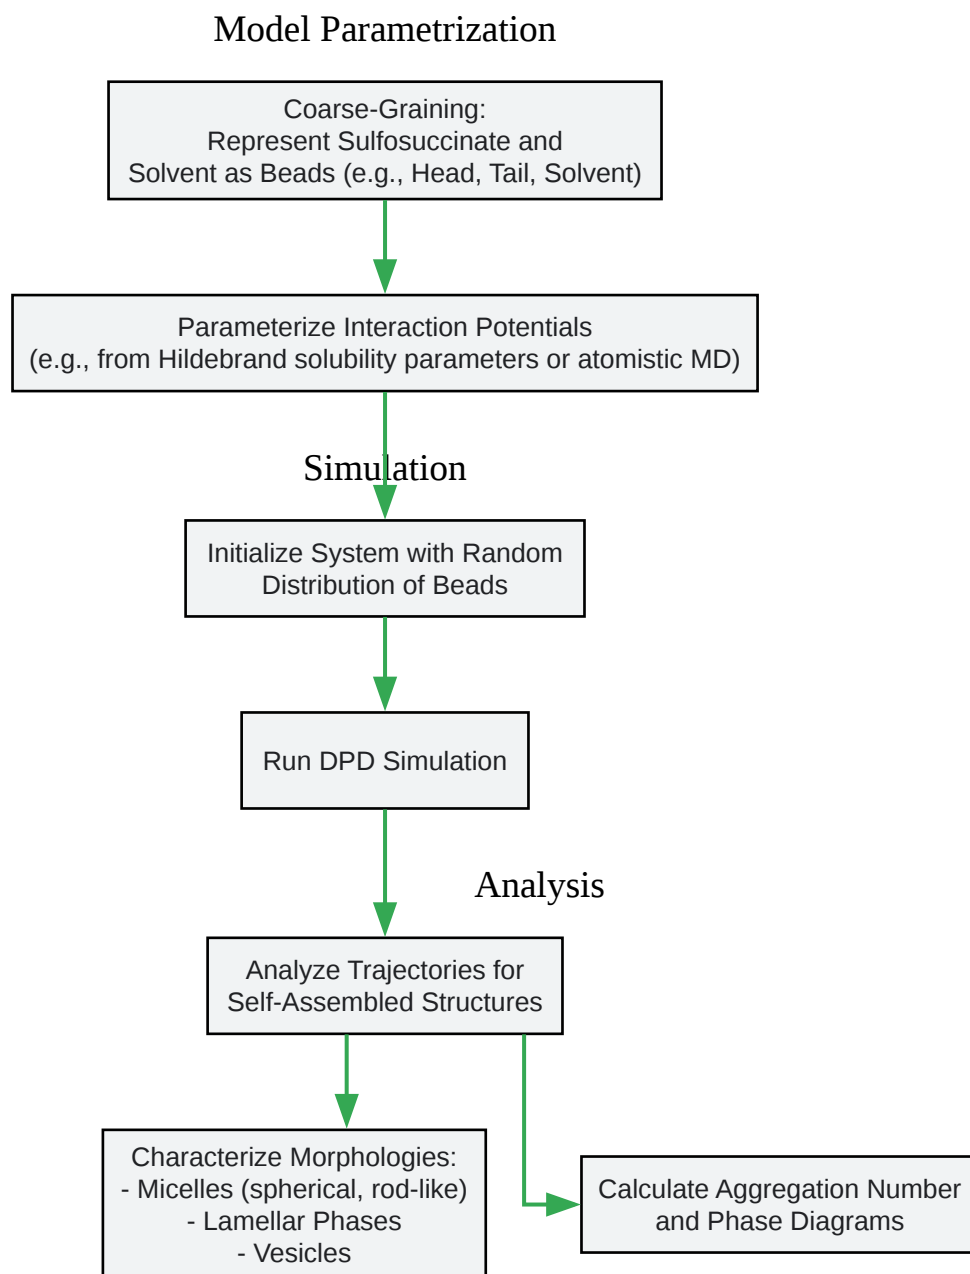 Model Parametrization
Coarse-Graining:
Represent Sulfosuccinate and
Solvent as Beads (e.g., Head, Tail, Solvent)
Parameterize Interaction Potentials
(e.g., from Hildebrand solubility parameters or atomistic MD)
Simulation
Initialize System with Random
Distribution of Beads
Run DPD Simulation
Analysis
Analyze Trajectories for
Self-Assembled Structures
Characterize Morphologies:
- Micelles (spherical, rod-like)
- Lamellar Phases
- Vesicles
Calculate Aggregation Number
and Phase Diagrams